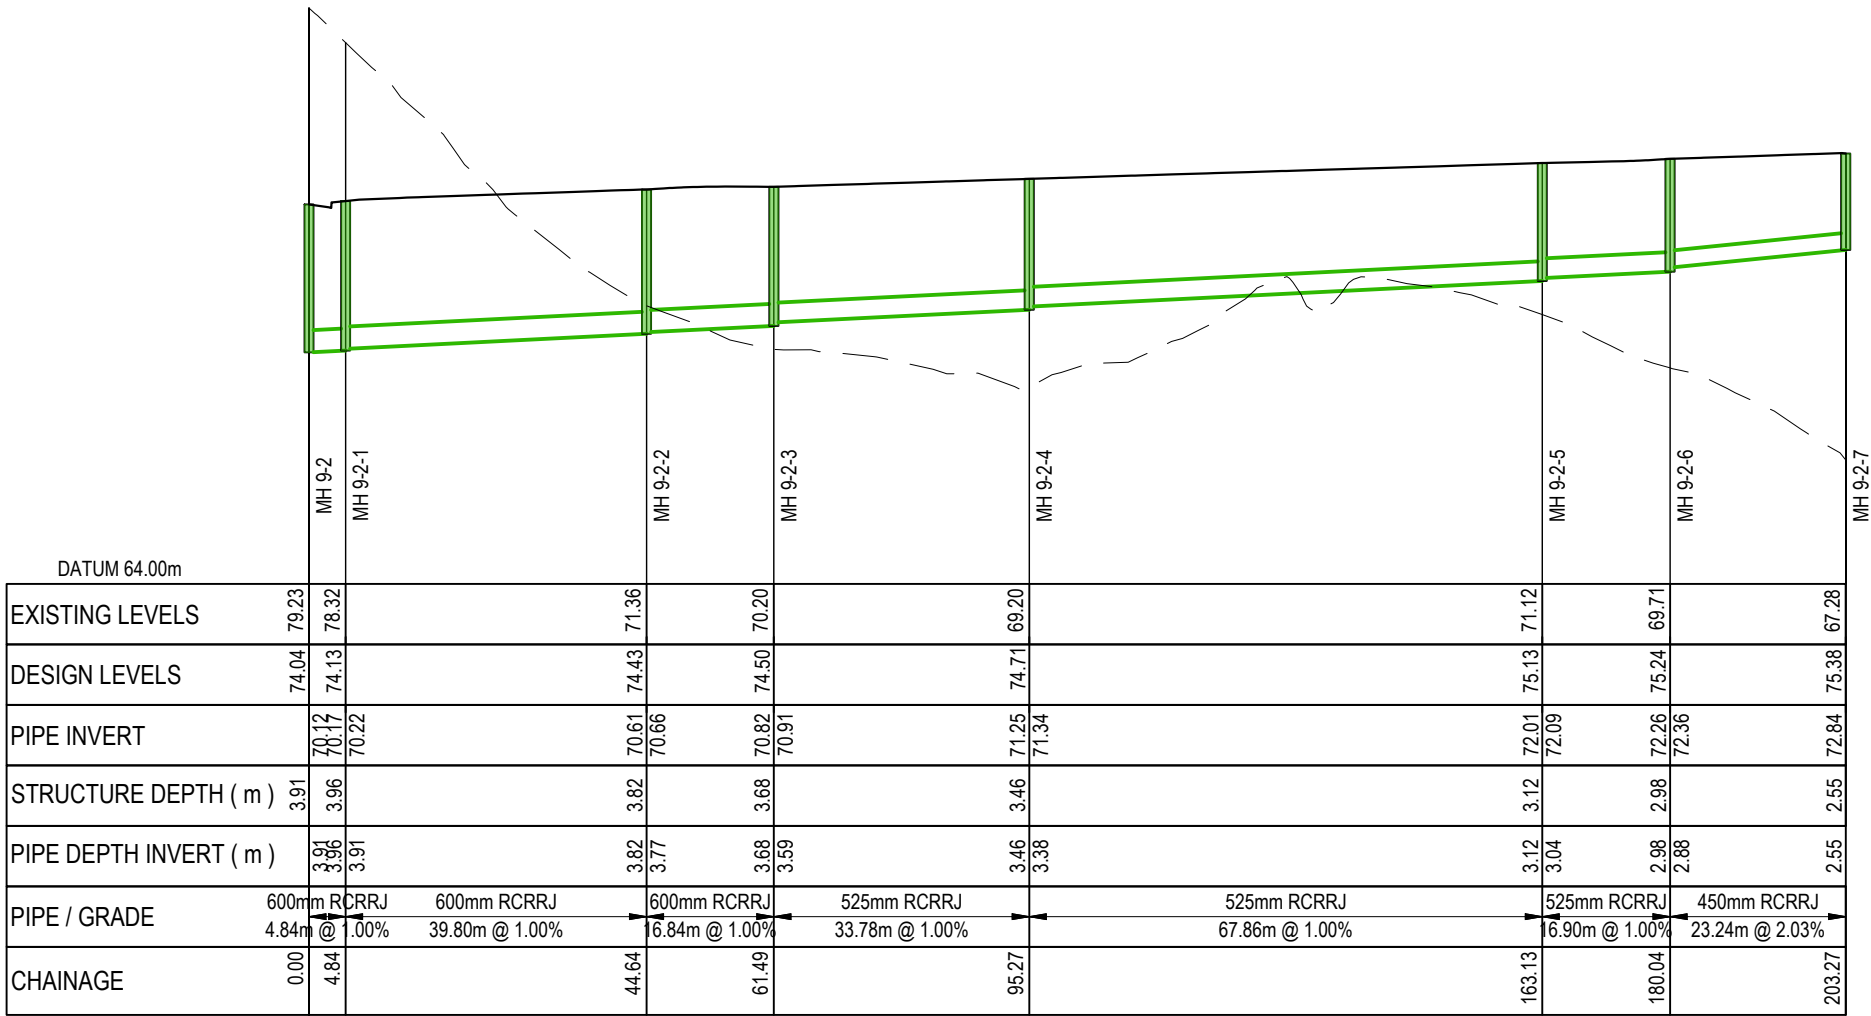 MH 9-2
MH 9-2-1
MH 9-2-2
MH 9-2-3
MH 9-2-4
MH 9-2-5
MH 9-2-6
MH 9-2-7
DATUM 64.00m
EXISTING LEVELS 79.23 78.32 71.36 70.20 69.20 71.12 69.71 67.28
DESIGN LEVELS 74.04 74.13 74.43 74.50 74.71 75.13 75.24 75.38
PIPE INVERT 70.12 70.17 70.22 70.61 70.66 70.82 70.91 71.25 71.34 72.01 72.09 72.26 72.36 72.84
STRUCTURE DEPTH ( m ) 3.91 3.96 3.82 3.68 3.46 3.12 2.98 2.55
PIPE DEPTH INVERT ( m ) 3.91 3.96 3.91 3.82 3.77 3.68 3.59 3.46 3.38 3.12 3.04 2.98 2.88 2.55
PIPE / GRADE
600mm RCRRJ 600mm RCRRJ 600mm RCRRJ 525mm RCRRJ 525mm RCRRJ 525mm RCRRJ 450mm RCRRJ
4.84m @ 1.00% 39.80m @ 1.00% 16.84m @ 1.00% 33.78m @ 1.00% 67.86m @ 1.00% 16.90m @ 1.00% 23.24m @ 2.03%
CHAINAGE 0.00 4.84 44.64 61.49 95.27 163.13 180.04 203.27